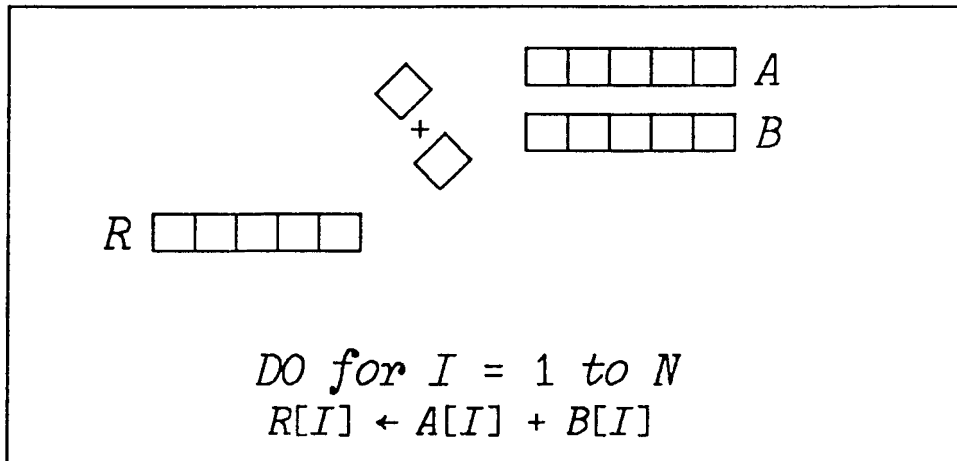 A
+
B
R
DO for I = 1 to N
R[I] ← A[I] + B[I]